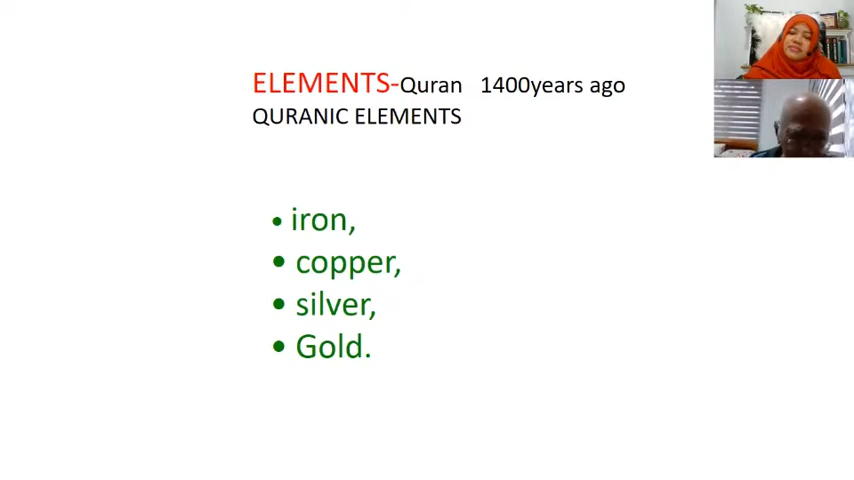 ELEMENTS-Quran 1400years ago
QURANIC ELEMENTS
• iron,
• copper,
• silver,
• Gold.